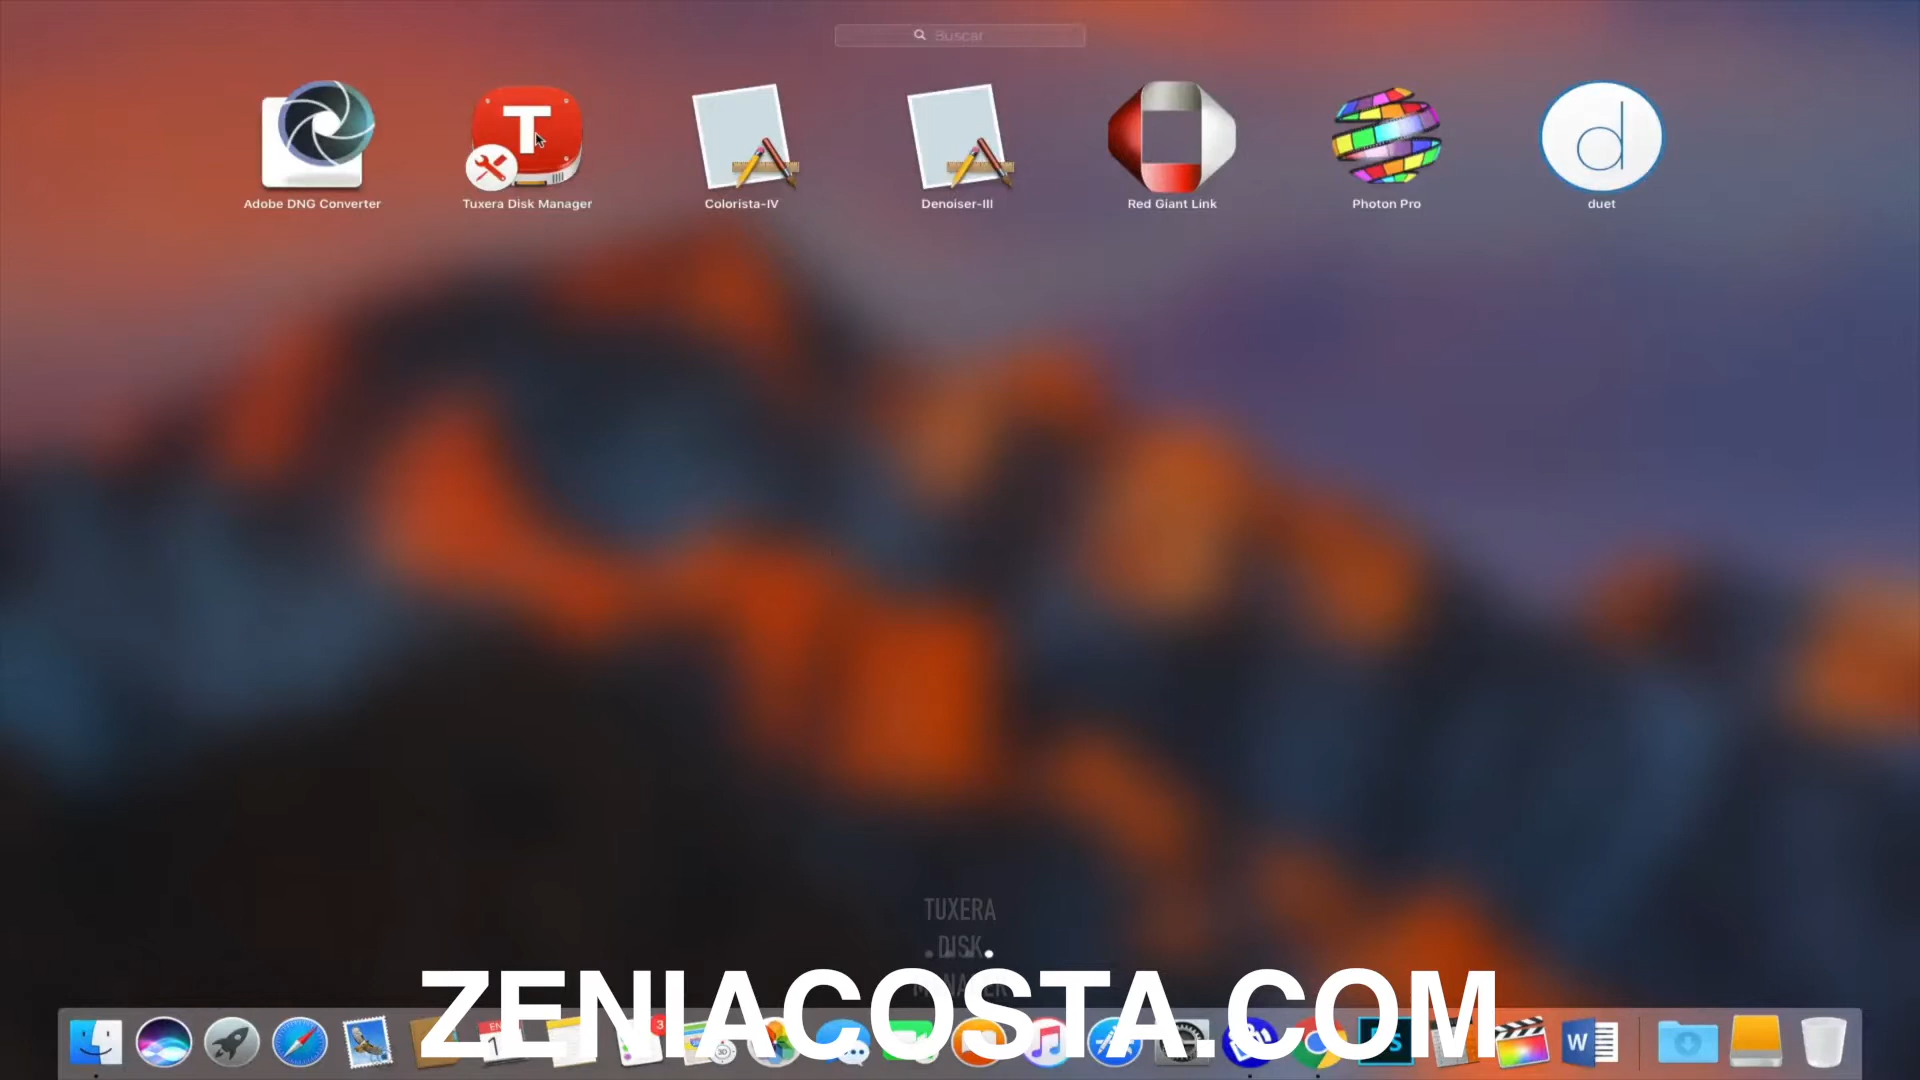 Buscar
Adobe DNG Converter
Tuxera Disk Manager
Colorista-IV
Denoiser-III
Red Giant Link
Photon Pro
duet
TUXERA
DISK
MANAGER
ZENIACOSTA.COM